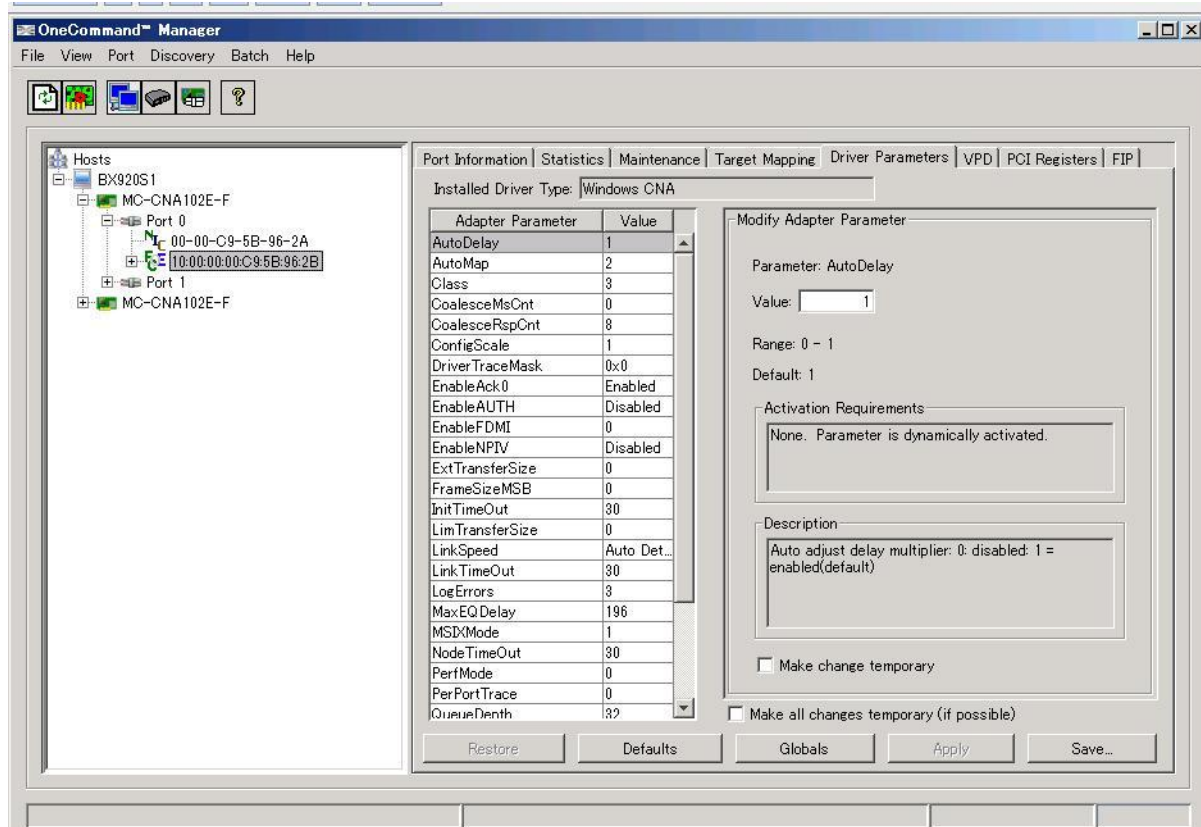 OneCommand™ Manager
File View Port Discovery Batch Help
Hosts
BX920S1
MC-CNA102E-F
Port 0
NIC 00-00-C9-5B-96-2A
FCoE 10:00:00:00:C9:5B:96:2B
Port 1
MC-CNA102E-F
Port Information Statistics Maintenance Target Mapping Driver Parameters VPD PCI Registers FIP
Installed Driver Type: Windows CNA
Adapter Parameter Value
AutoDelay 1
AutoMap 2
Class 3
CoalesceMsCnt 0
CoalesceRspCnt 8
ConfigScale 1
DriverTraceMask 0x0
EnableAck0 Enabled
EnableAUTH Disabled
EnableFDMI 0
EnableNPIV Disabled
ExtTransferSize 0
FrameSizeMSB 0
InitTimeOut 30
LimTransferSize 0
LinkSpeed Auto Det...
LinkTimeOut 30
LogErrors 3
MaxEQDelay 196
MSIXMode 1
NodeTimeOut 30
PerfMode 0
PerPortTrace 0
QueueDepth 32
Modify Adapter Parameter
Parameter: AutoDelay
Value: 1
Range: 0 - 1
Default: 1
Activation Requirements
None. Parameter is dynamically activated.
Description
Auto adjust delay multiplier: 0: disabled: 1 =
enabled(default)
Make change temporary
Make all changes temporary (if possible)
Restore Defaults Globals Apply Save...